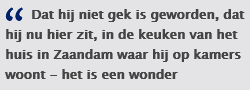 “ Dat hij niet gek is geworden, dat
hij nu hier zit, in de keuken van het
huis in Zaandam waar hij op kamers
woont – het is een wonder